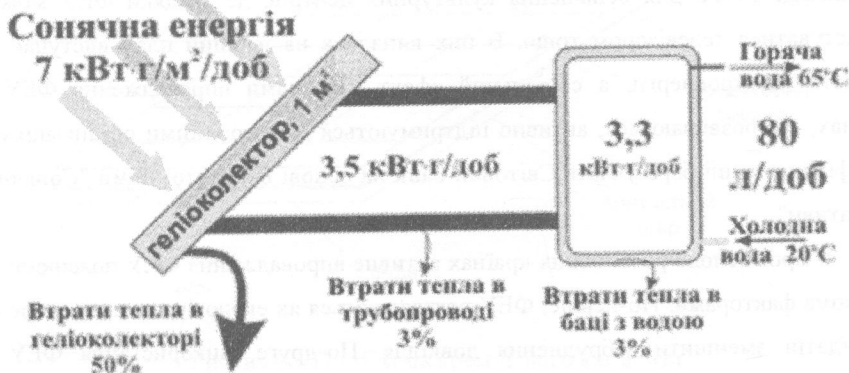 Сонячна енергія
7 кВт·г/м²/доб
геліоколектор, 1 м²
3,5 кВт·г/доб
3,3
кВт·г/доб
Горяча
вода 65°С
80
л/доб
Холодна
вода 20°С
Втрати тепла в
геліоколекторі
50%
Втрати тепла в
трубопроводі
3%
Втрати тепла в
баці з водою
3%